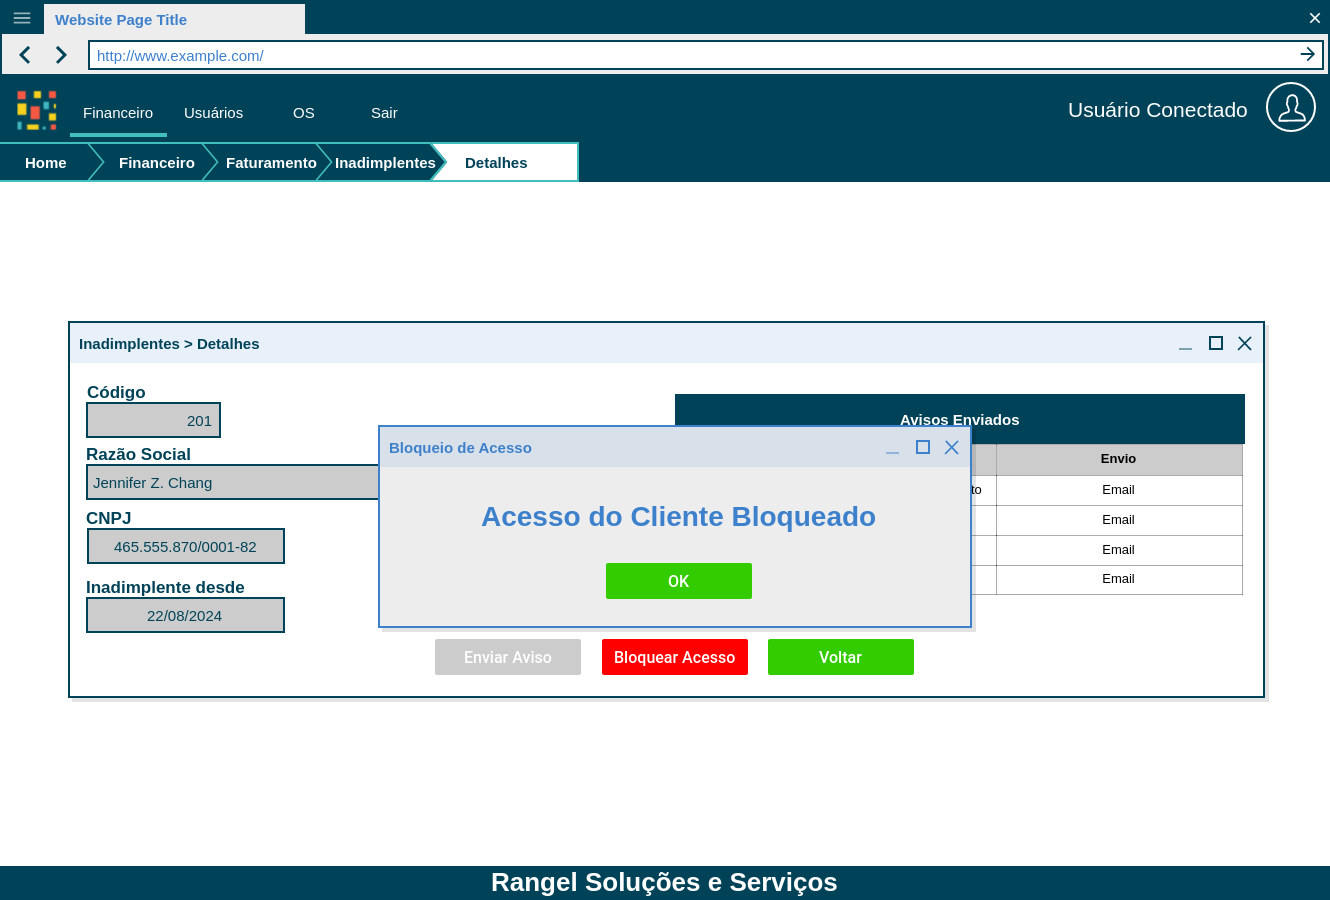 Website Page Title
http://www.example.com/
Financeiro Usuários OS Sair
Usuário Conectado
Home Financeiro Faturamento Inadimplentes Detalhes
Inadimplentes > Detalhes
Código
201
Razão Social
Jennifer Z. Chang
CNPJ
465.555.870/0001-82
Inadimplente desde
22/08/2024
Avisos Enviados
Envio
to Email
Email
Email
Email
Bloqueio de Acesso
Acesso do Cliente Bloqueado
OK
Enviar Aviso Bloquear Acesso Voltar
Rangel Soluções e Serviços